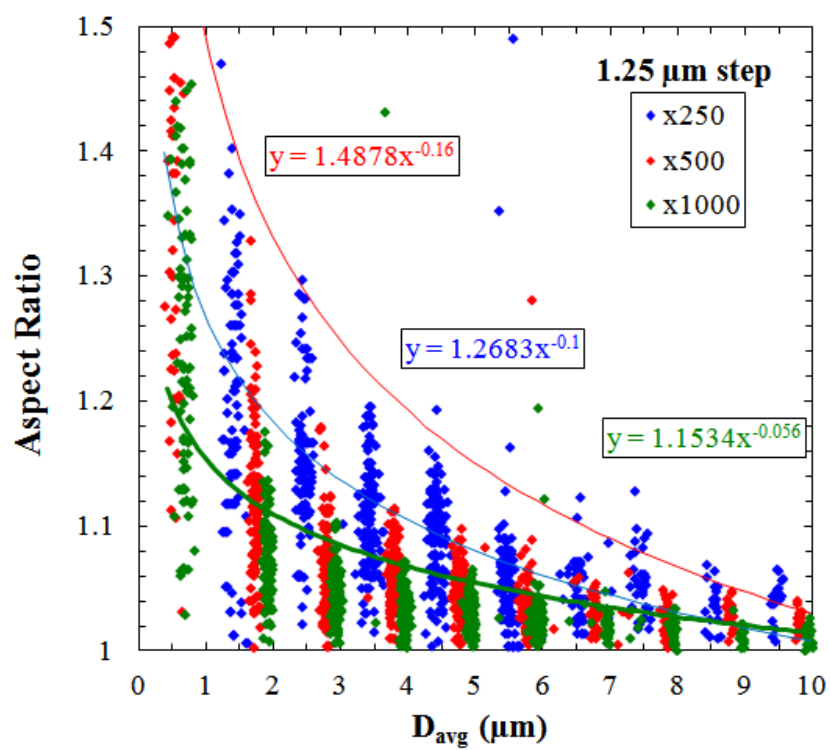 1.5
1.4
1.3
1.2
1.1
1
Aspect Ratio
1.25 µm step
x250
x500
x1000
y = 1.4878x^-0.16
y = 1.2683x^-0.1
y = 1.1534x^-0.056
0 1 2 3 4 5 6 7 8 9 10
D_avg (µm)